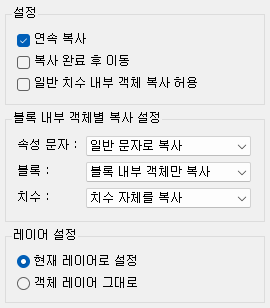 설정
연속 복사
복사 완료 후 이동
일반 치수 내부 객체 복사 허용
블록 내부 객체별 복사 설정
속성 문자 : 일반 문자로 복사
블록 : 블록 내부 객체만 복사
치수 : 치수 자체를 복사
레이어 설정
현재 레이어로 설정
객체 레이어 그대로